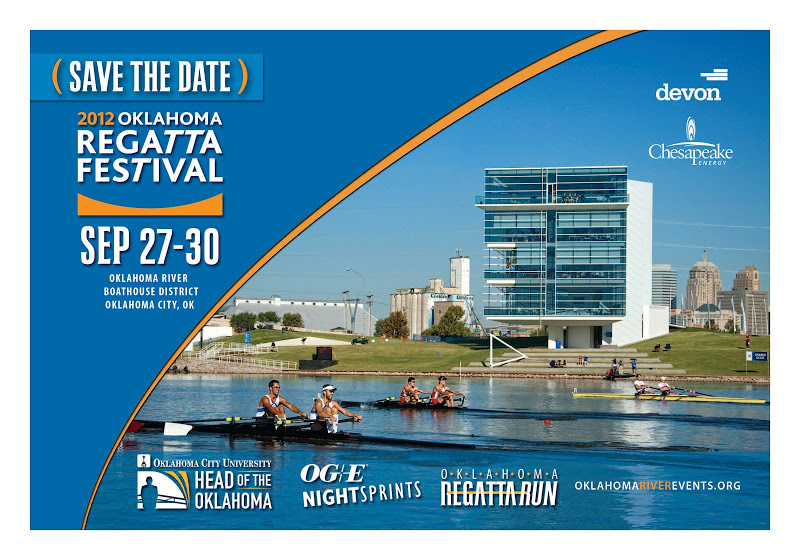 ( SAVE THE DATE )
2012 OKLAHOMA
REGATTA
FESTIVAL
SEP 27-30
OKLAHOMA RIVER
BOATHOUSE DISTRICT
OKLAHOMA CITY, OK
devon
Chesapeake
ENERGY
OKLAHOMA CITY UNIVERSITY
HEAD OF THE
OKLAHOMA
OG/E
NIGHTSPRINTS
O·K·L·A·H·O·M·A
REGATTA RUN
OKLAHOMARIVEREVENTS.ORG